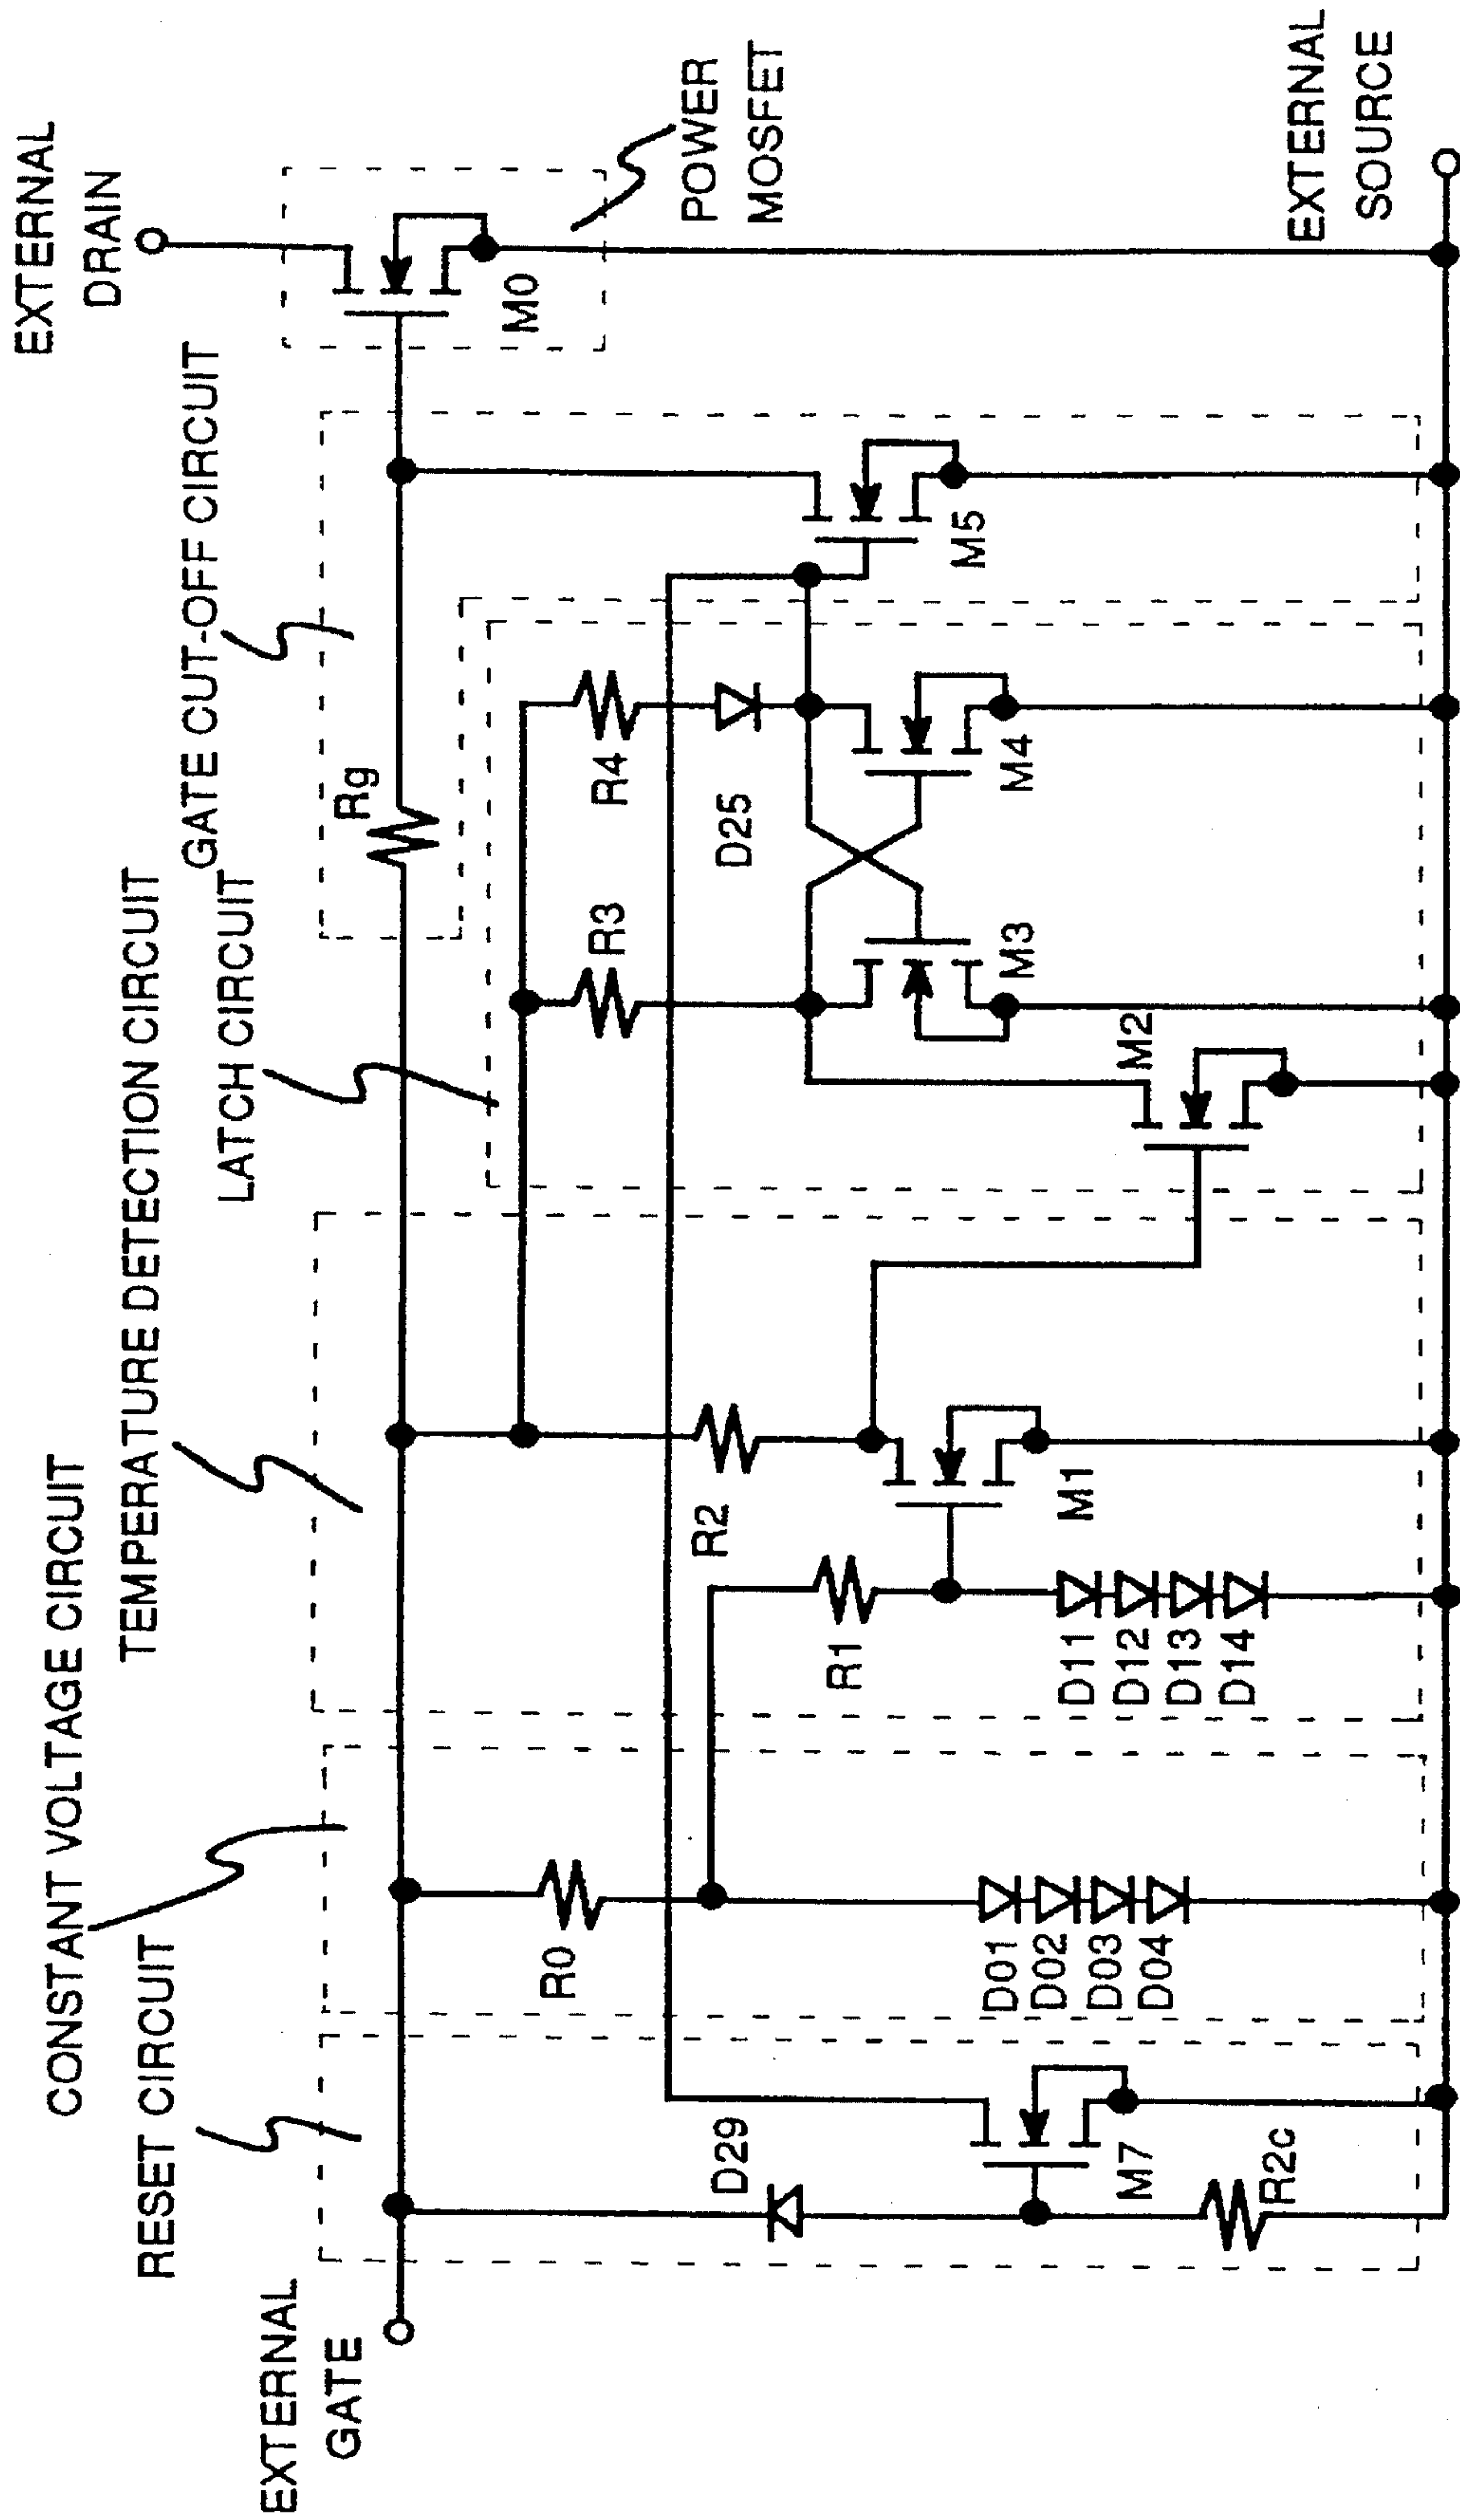 EXTERNAL
GATE
RESET CIRCUIT
CONSTANT VOLTAGE CIRCUIT
TEMPERATURE DETECTION CIRCUIT
LATCH CIRCUIT
GATE CUT-OFF CIRCUIT
EXTERNAL
DRAIN
POWER
MOSFET
EXTERNAL
SOURCE
D29
M7
R2c
R0
D01
D02
D03
D04
R1
D11
D12
D13
D14
R2
M1
M2
R3
M3
R4
D25
M4
Rg
M5
M0